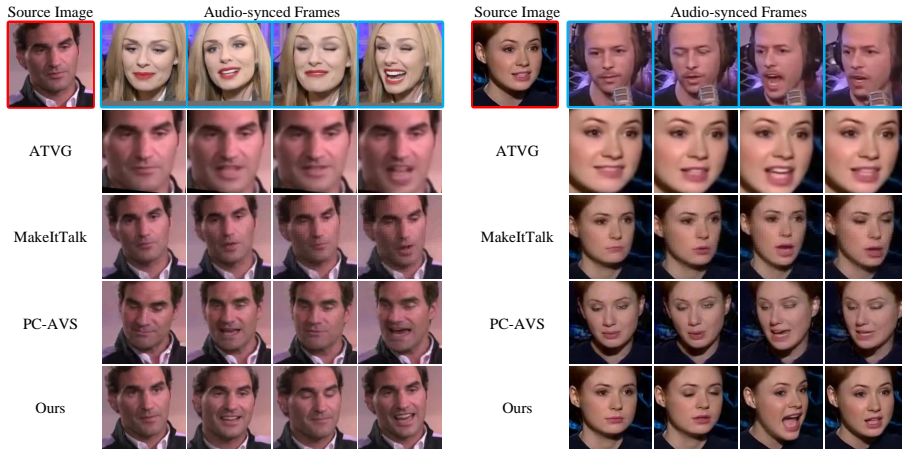 Source Image Audio-synced Frames Source Image Audio-synced Frames
ATVG ATVG
MakeItTalk MakeItTalk
PC-AVS PC-AVS
Ours Ours